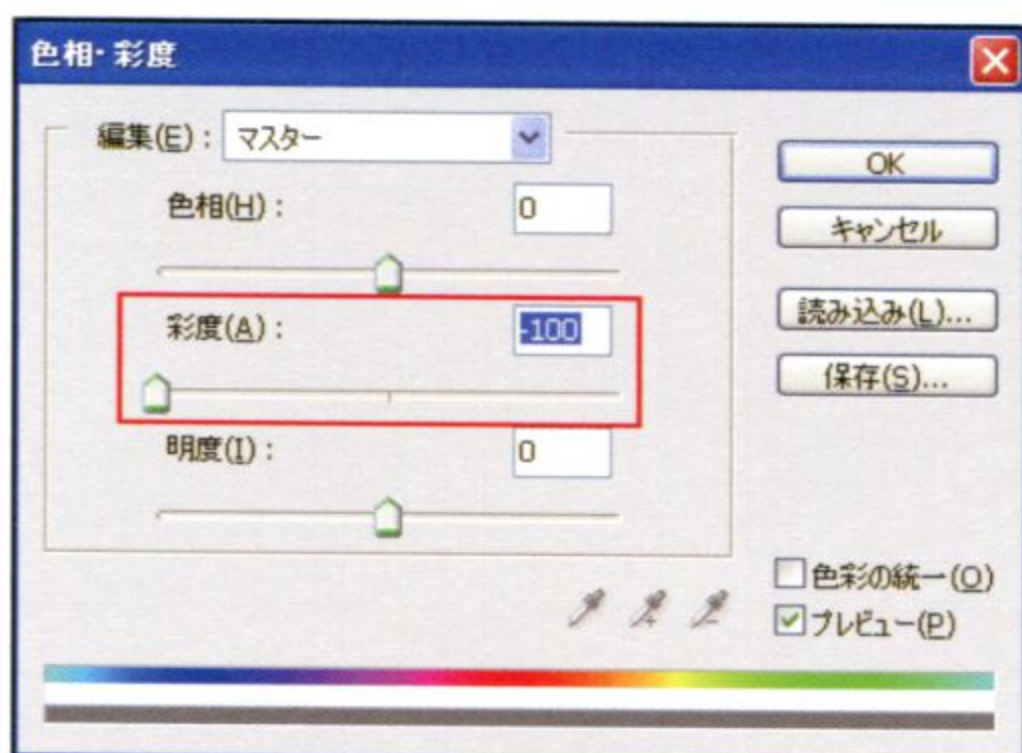 色相・彩度
編集(E): マスター
色相(H): 0
彩度(A): -100
明度(I): 0
OK
キャンセル
読み込み(L)...
保存(S)...
色彩の統一(O)
プレビュー(P)